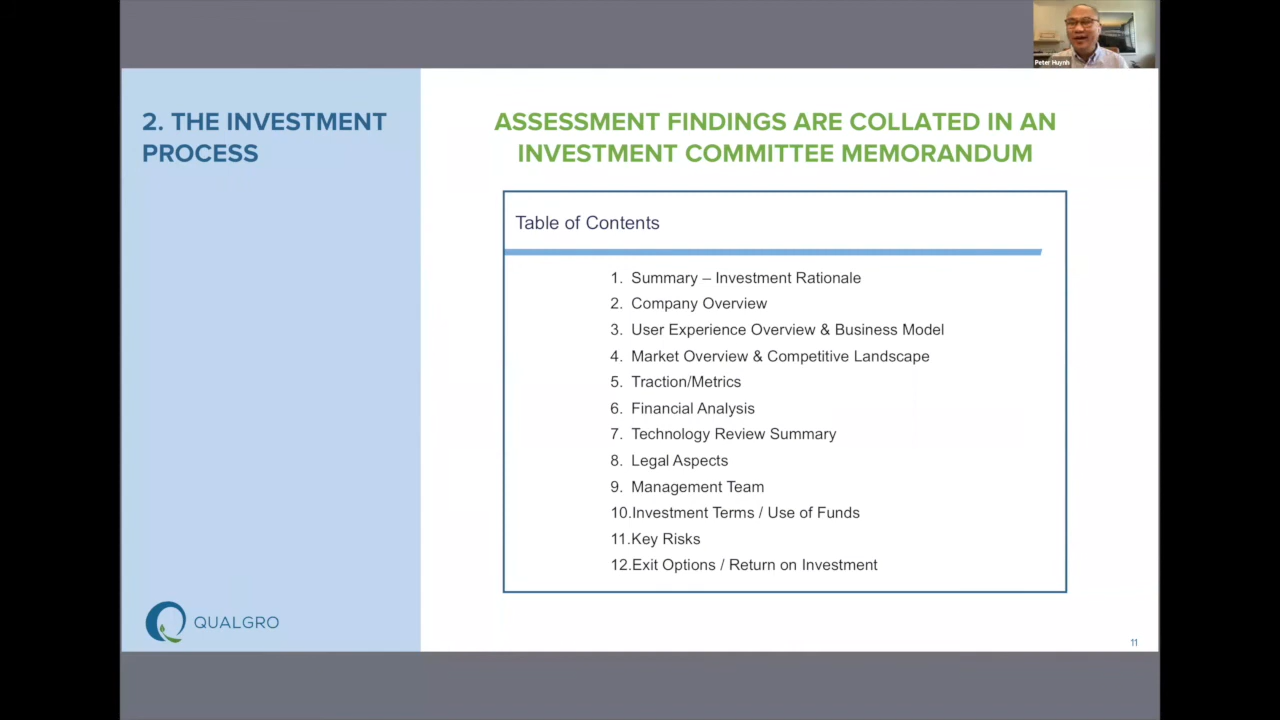 Peter Huynh
2. THE INVESTMENT
PROCESS
ASSESSMENT FINDINGS ARE COLLATED IN AN
INVESTMENT COMMITTEE MEMORANDUM
Table of Contents
1. Summary – Investment Rationale
2. Company Overview
3. User Experience Overview & Business Model
4. Market Overview & Competitive Landscape
5. Traction/Metrics
6. Financial Analysis
7. Technology Review Summary
8. Legal Aspects
9. Management Team
10.Investment Terms / Use of Funds
11.Key Risks
12.Exit Options / Return on Investment
QUALGRO
11